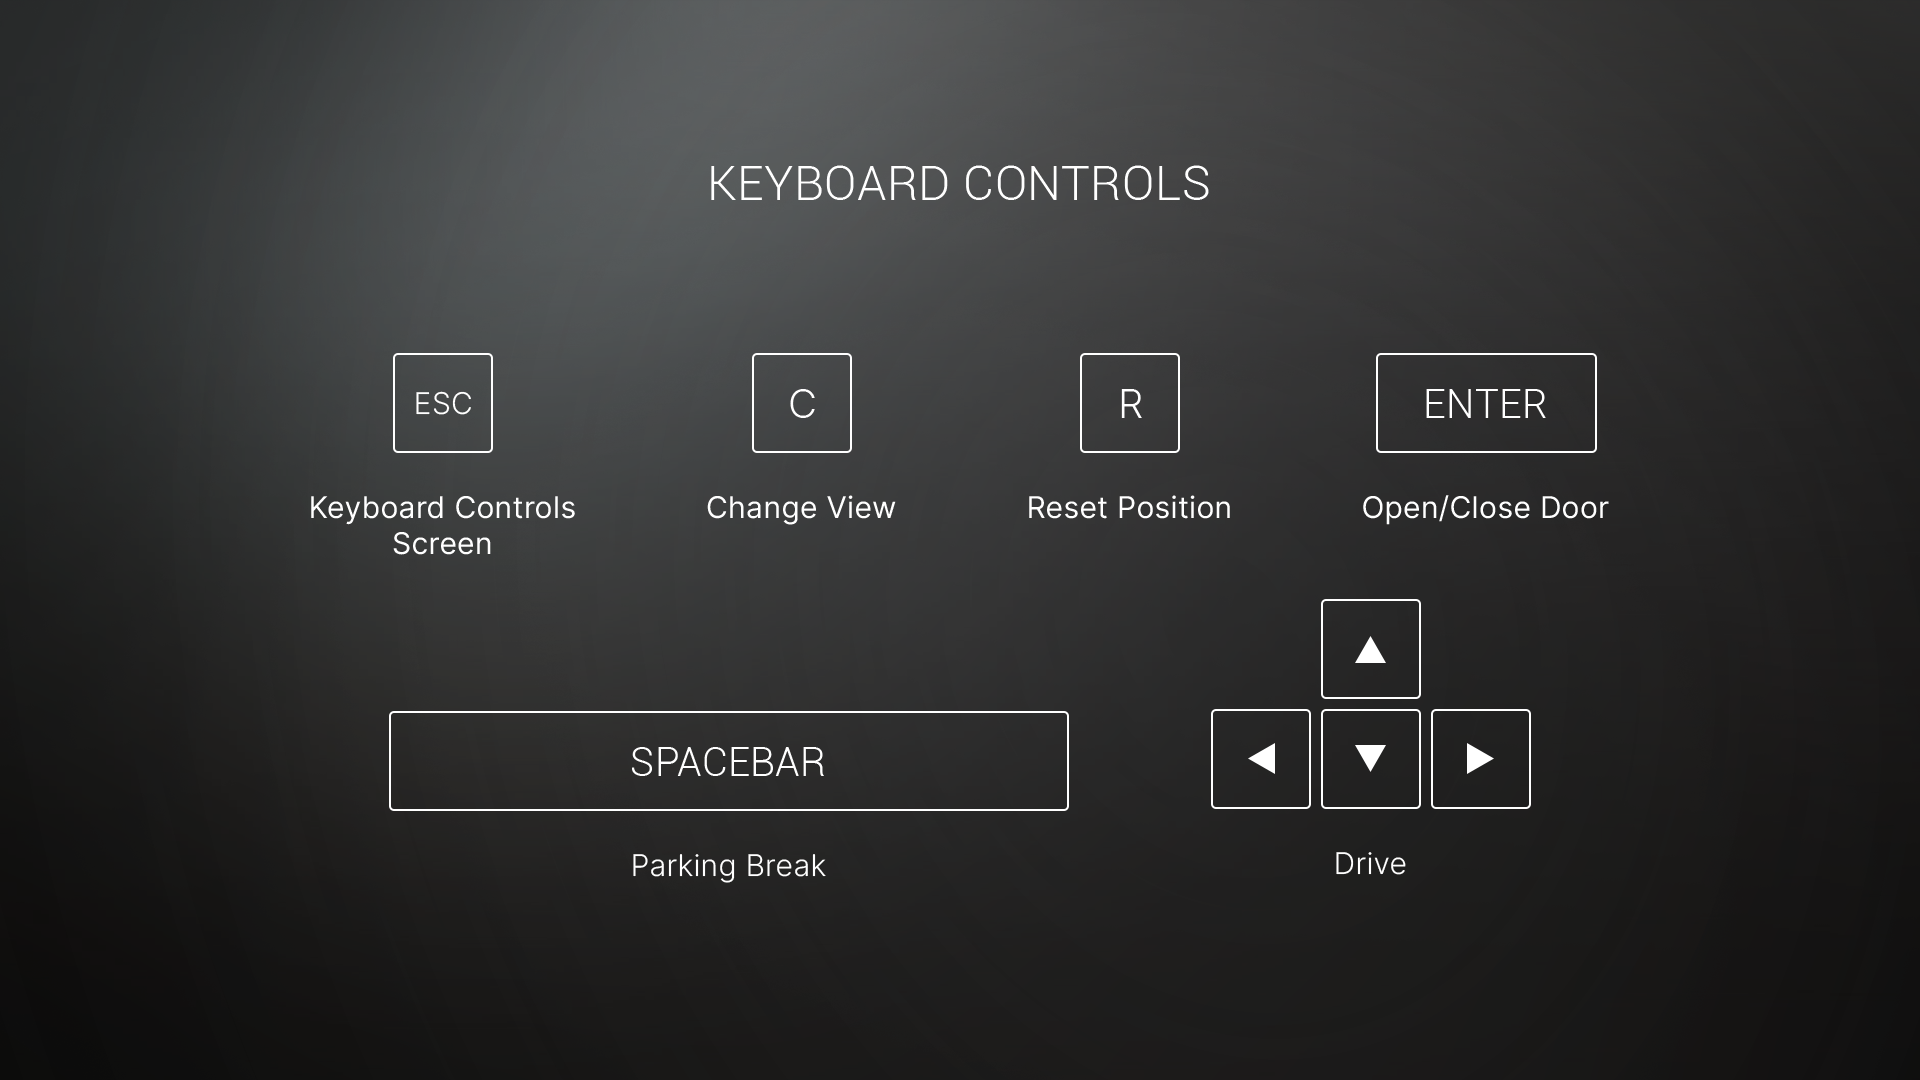 KEYBOARD CONTROLS
ESC
C
R
ENTER
Keyboard Controls
Screen
Change View
Reset Position
Open/Close Door
SPACEBAR
Parking Break
Drive